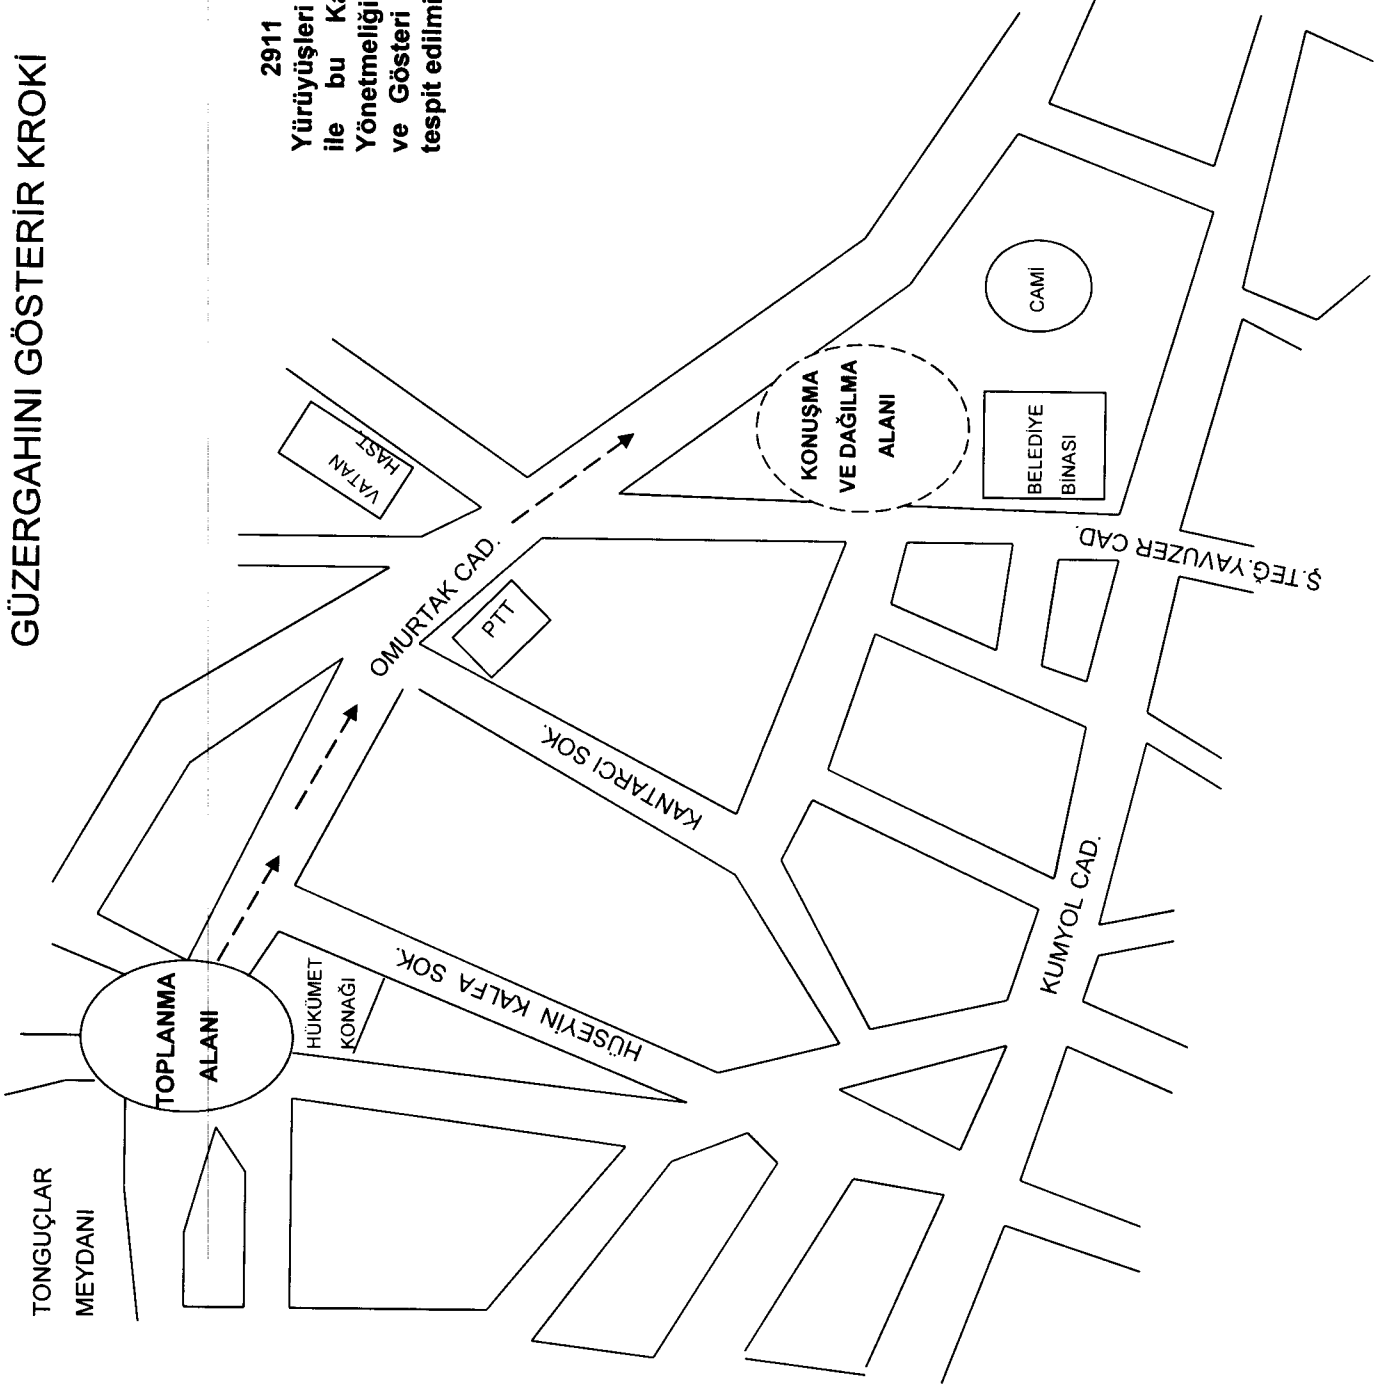 GÜZERGAHINI GÖSTERİR KROKİ
2911
Yürüyüşleri
ile bu
Yönetmeliği
ve Gösteri
tespit
TONGUÇLAR
MEYDANI
TOPLANMA
ALANI
HÜKÜMET
KONAĞI
HÜSEYİN KALFA SOK.
VATAN
HAST.
OMURTAK CAD.
PTT
KANTARCI SOK.
KONUŞMA
VE DAĞILMA
ALANI
CAMİ
BELEDİYE
BİNASI
Ş.TEĞ.YAVUZER CAD.
KUMYOL CAD.